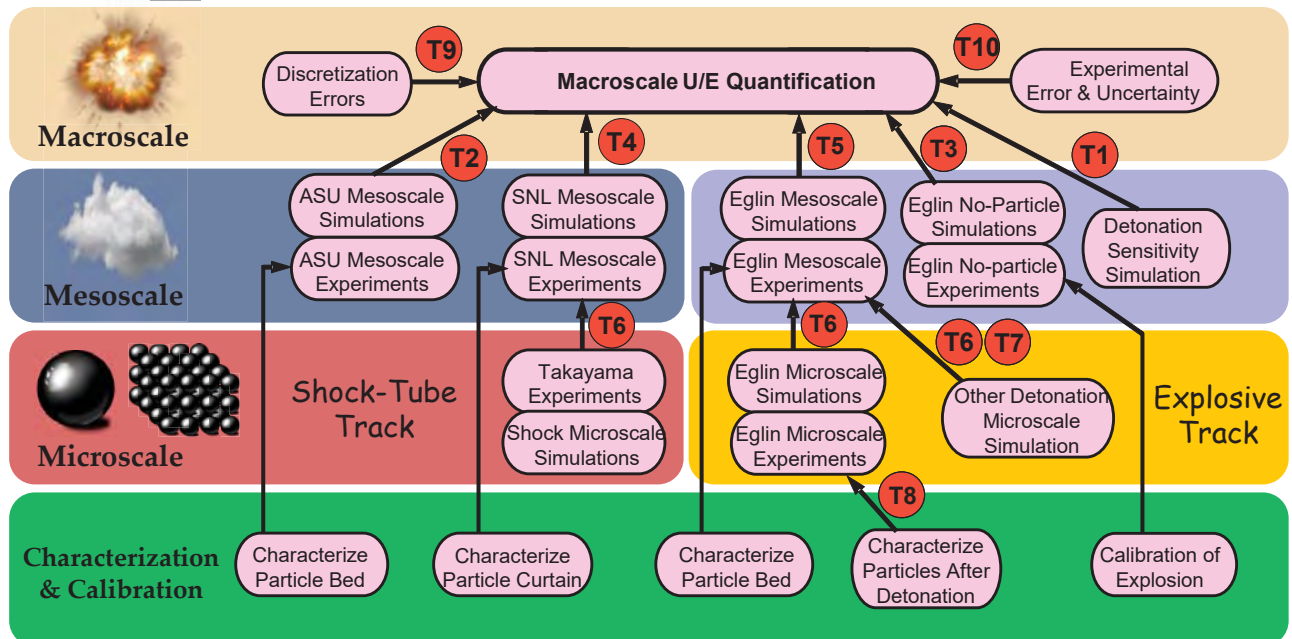 T9
T10
Discretization
Errors
Macroscale U/E Quantification
Experimental
Error & Uncertainty
Macroscale
T2
T4
T5
T3
T1
ASU Mesoscale
Simulations
ASU Mesoscale
Experiments
SNL Mesoscale
Simulations
SNL Mesoscale
Experiments
Eglin Mesoscale
Simulations
Eglin Mesoscale
Experiments
Eglin No-Particle
Simulations
Eglin No-particle
Experiments
Detonation
Sensitivity
Simulation
Mesoscale
T6
T6
T6
T7
Shock-Tube
Track
Takayama
Experiments
Shock Microscale
Simulations
Eglin Microscale
Simulations
Eglin Microscale
Experiments
Other Detonation
Microscale
Simulation
Explosive
Track
Microscale
T8
Characterization
& Calibration
Characterize
Particle Bed
Characterize
Particle Curtain
Characterize
Particle Bed
Characterize
Particles After
Detonation
Calibration of
Explosion